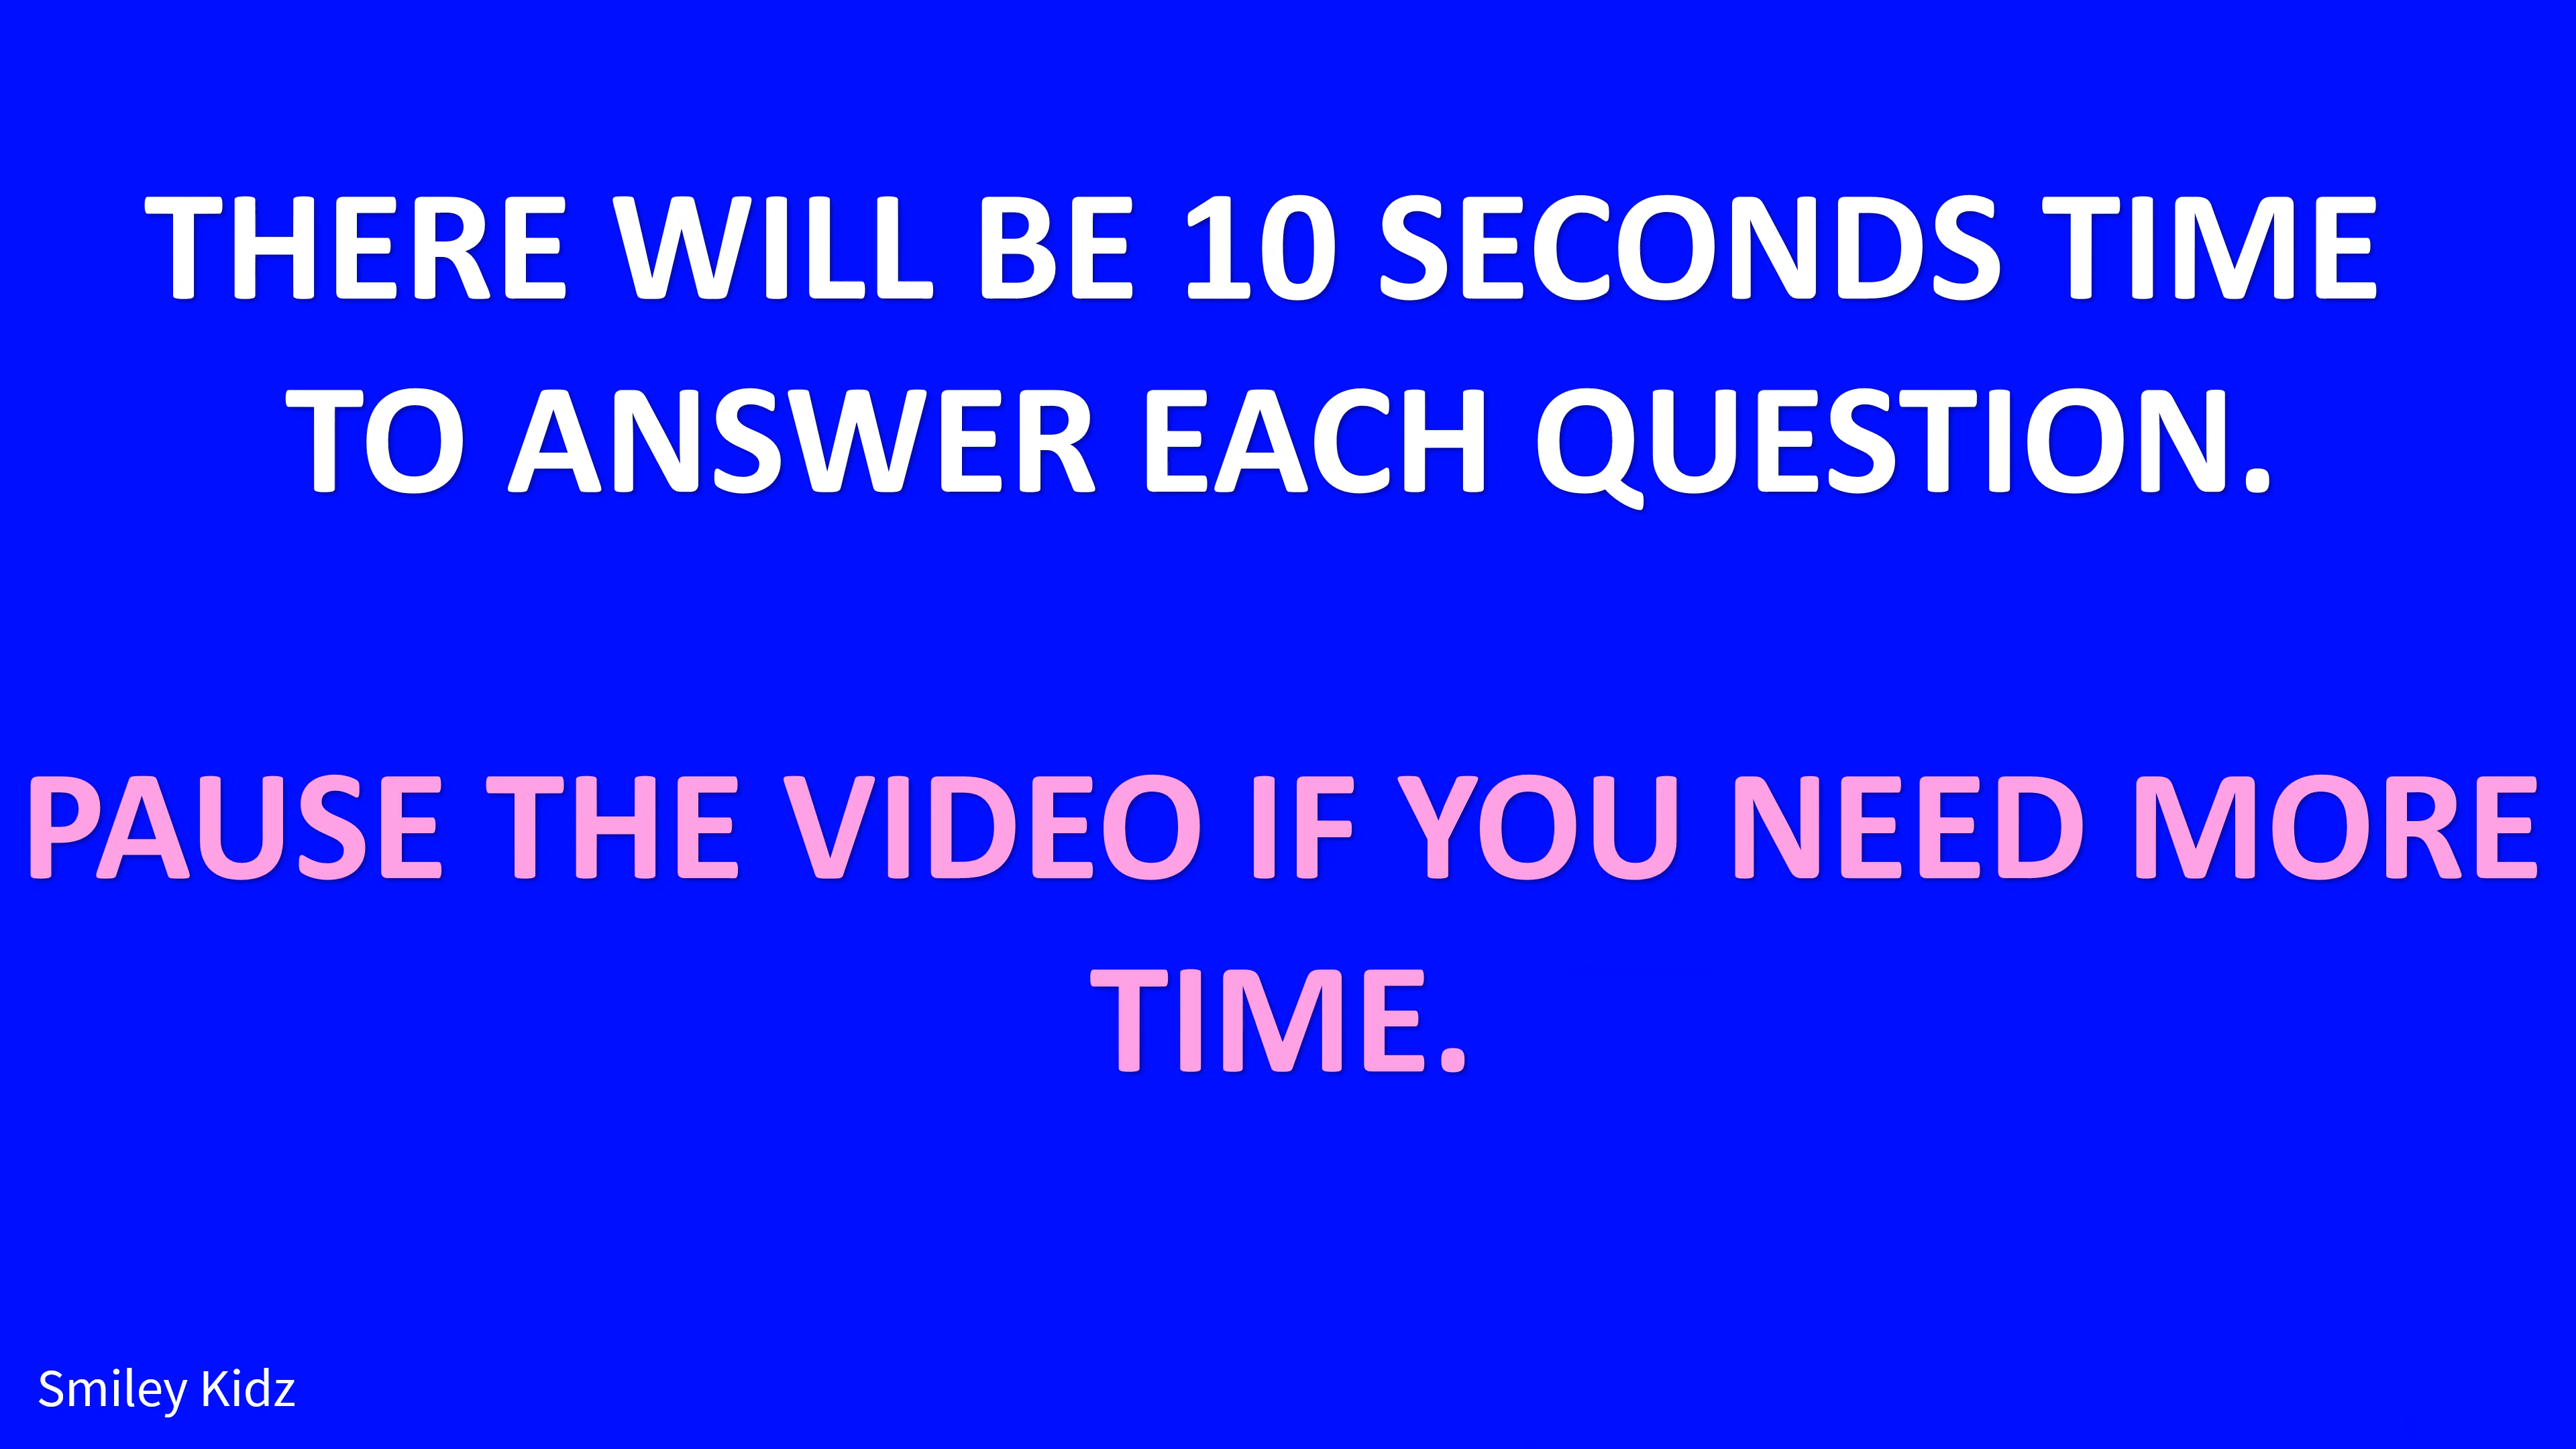 THERE WILL BE 10 SECONDS TIME
TO ANSWER EACH QUESTION.
PAUSE THE VIDEO IF YOU NEED MORE
TIME.
Smiley Kidz